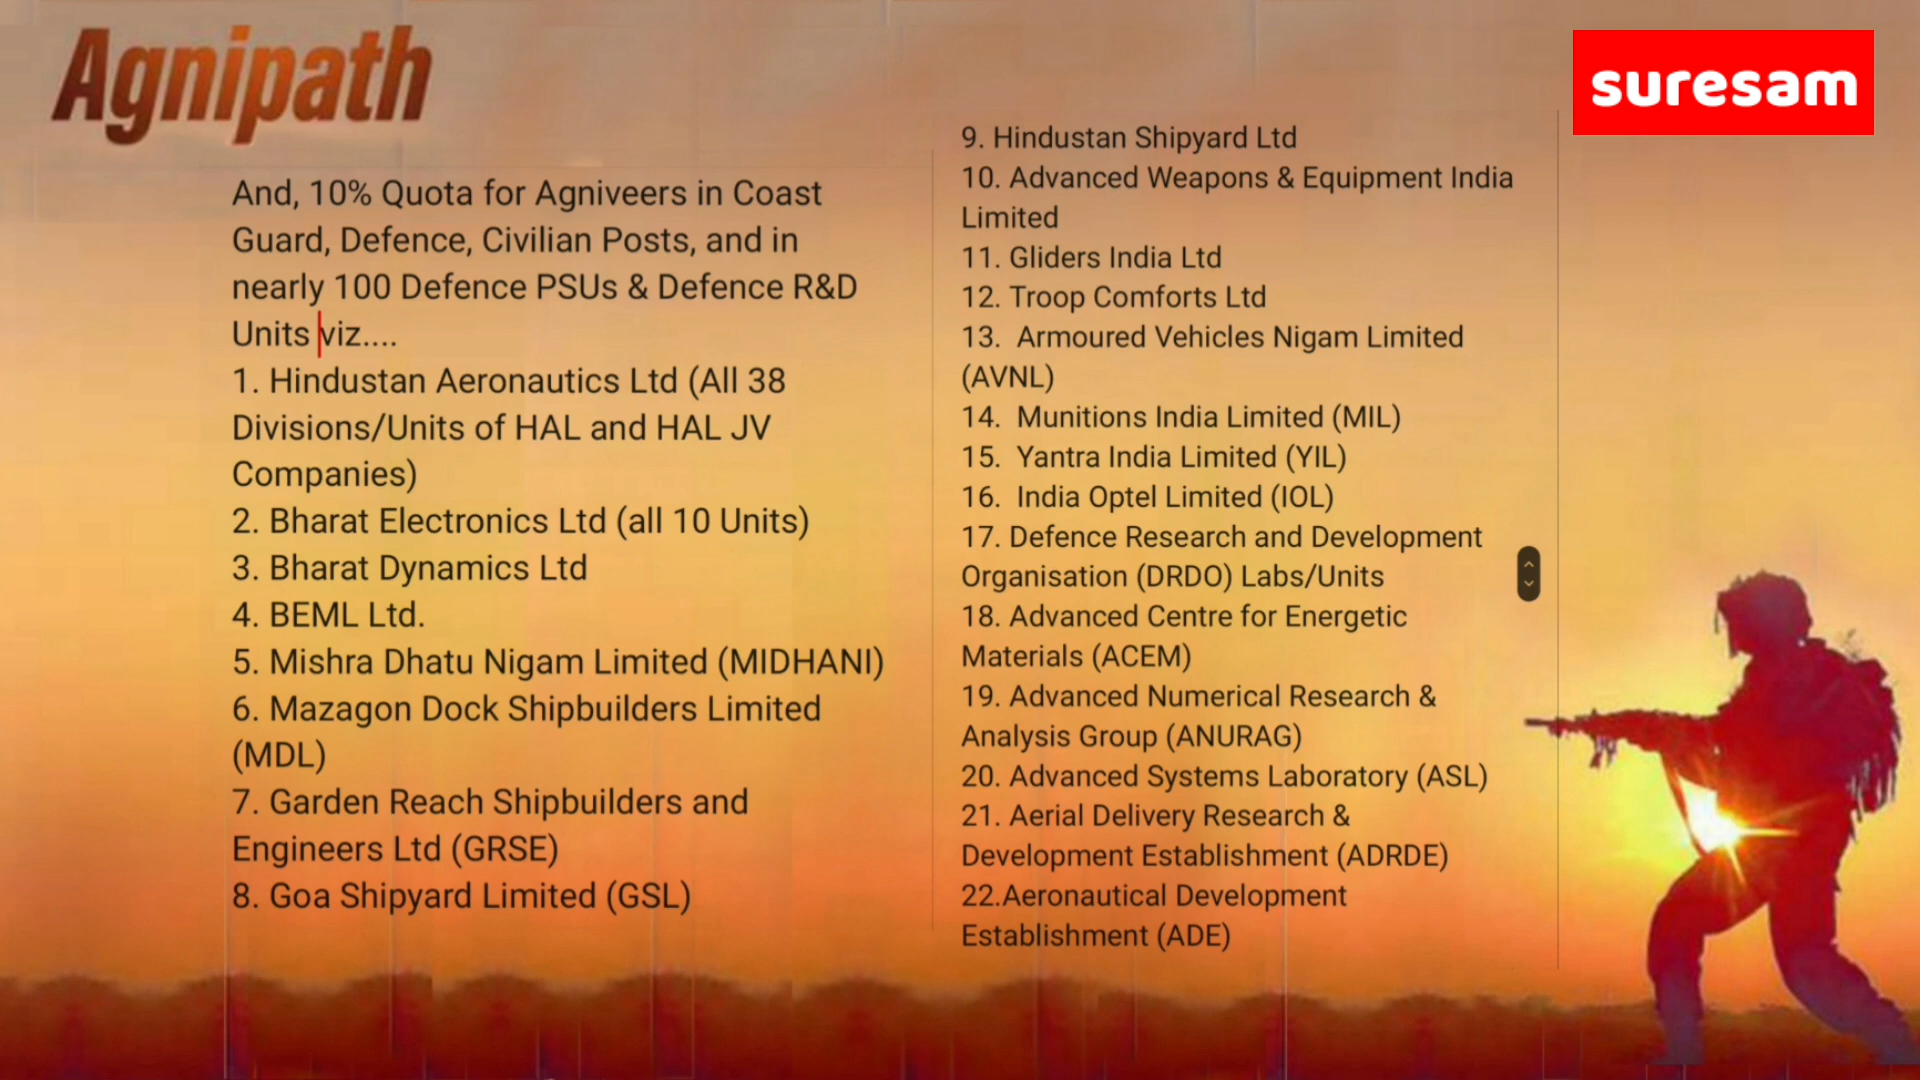 Agnipath
suresam
And, 10% Quota for Agniveers in Coast
Guard, Defence, Civilian Posts, and in
nearly 100 Defence PSUs & Defence R&D
Units viz....
1. Hindustan Aeronautics Ltd (All 38
Divisions/Units of HAL and HAL JV
Companies)
2. Bharat Electronics Ltd (all 10 Units)
3. Bharat Dynamics Ltd
4. BEML Ltd.
5. Mishra Dhatu Nigam Limited (MIDHANI)
6. Mazagon Dock Shipbuilders Limited
(MDL)
7. Garden Reach Shipbuilders and
Engineers Ltd (GRSE)
8. Goa Shipyard Limited (GSL)
9. Hindustan Shipyard Ltd
10. Advanced Weapons & Equipment India
Limited
11. Gliders India Ltd
12. Troop Comforts Ltd
13.  Armoured Vehicles Nigam Limited
(AVNL)
14.  Munitions India Limited (MIL)
15.  Yantra India Limited (YIL)
16.  India Optel Limited (IOL)
17. Defence Research and Development
Organisation (DRDO) Labs/Units
18. Advanced Centre for Energetic
Materials (ACEM)
19. Advanced Numerical Research &
Analysis Group (ANURAG)
20. Advanced Systems Laboratory (ASL)
21. Aerial Delivery Research &
Development Establishment (ADRDE)
22.Aeronautical Development
Establishment (ADE)